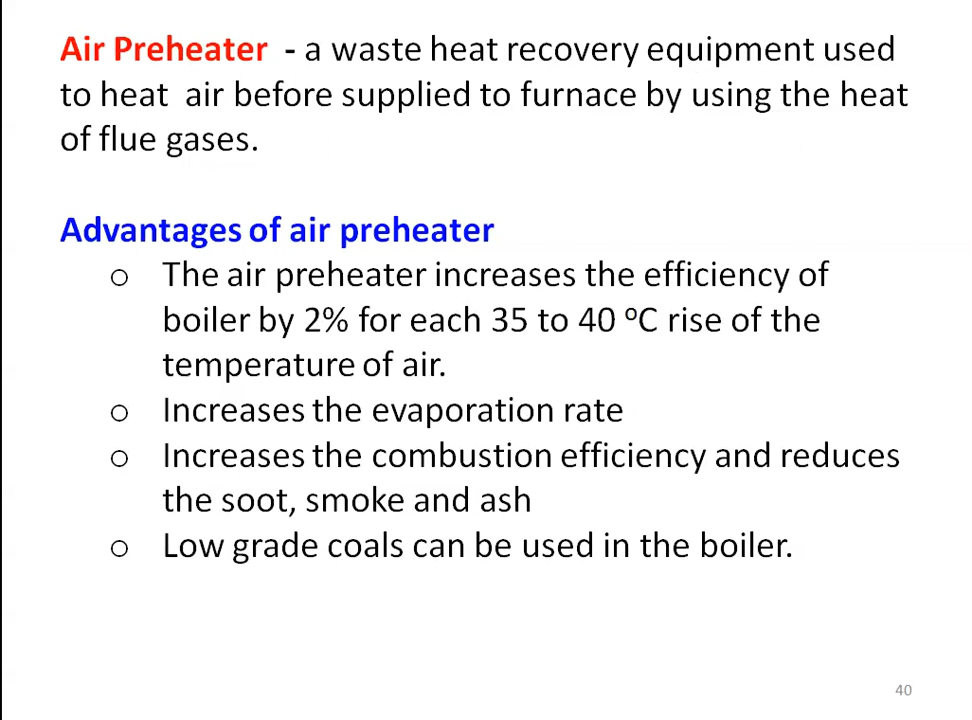 Air Preheater - a waste heat recovery equipment used
to heat air before supplied to furnace by using the heat
of flue gases.
Advantages of air preheater
o The air preheater increases the efficiency of
boiler by 2% for each 35 to 40 ºC rise of the
temperature of air.
o Increases the evaporation rate
o Increases the combustion efficiency and reduces
the soot, smoke and ash
o Low grade coals can be used in the boiler.
40